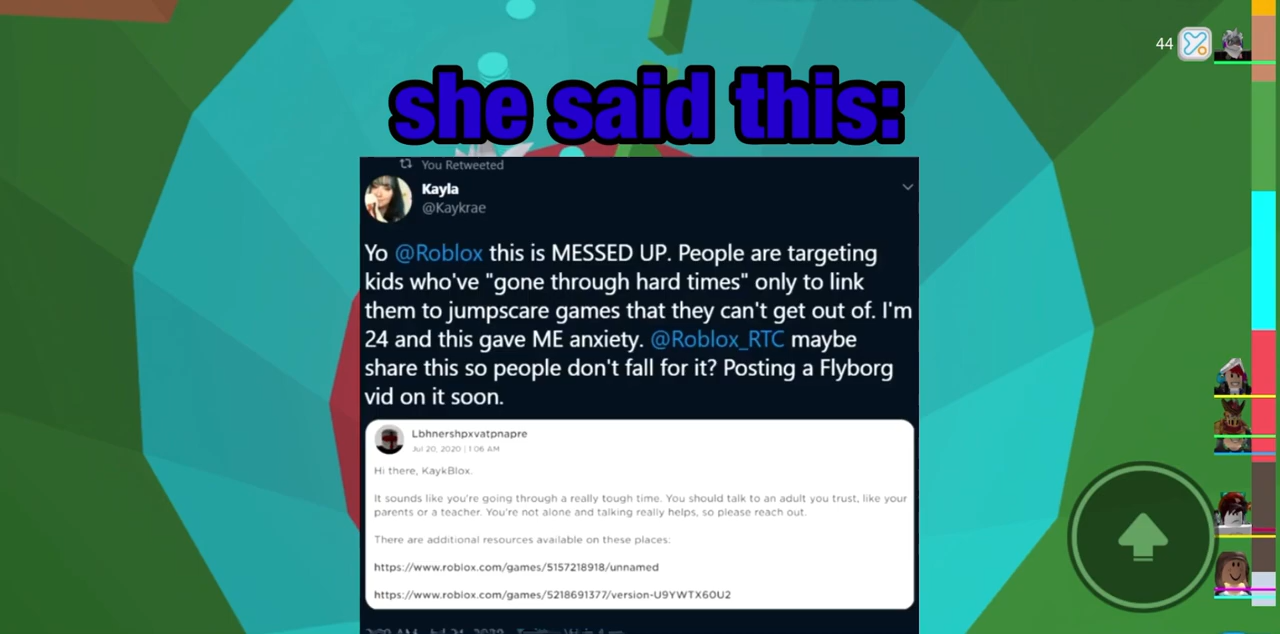 44
she said this:
You Retweeted
Kayla
@Kaykrae
Yo @Roblox this is MESSED UP. People are targeting
kids who've "gone through hard times" only to link
them to jumpscare games that they can't get out of. I'm
24 and this gave ME anxiety. @Roblox_RTC maybe
share this so people don't fall for it? Posting a Flyborg
vid on it soon.
Lbhnershpxvatpnapre
Jul 20, 2020 | 1:06 AM
Hi there, KaykBlox.
It sounds like you're going through a really tough time. You should talk to an adult you trust, like your
parents or a teacher. You're not alone and talking really helps, so please reach out.
There are additional resources available on these places:
https://www.roblox.com/games/5157218918/unnamed
https://www.roblox.com/games/5218691377/version-U9YWTX60U2